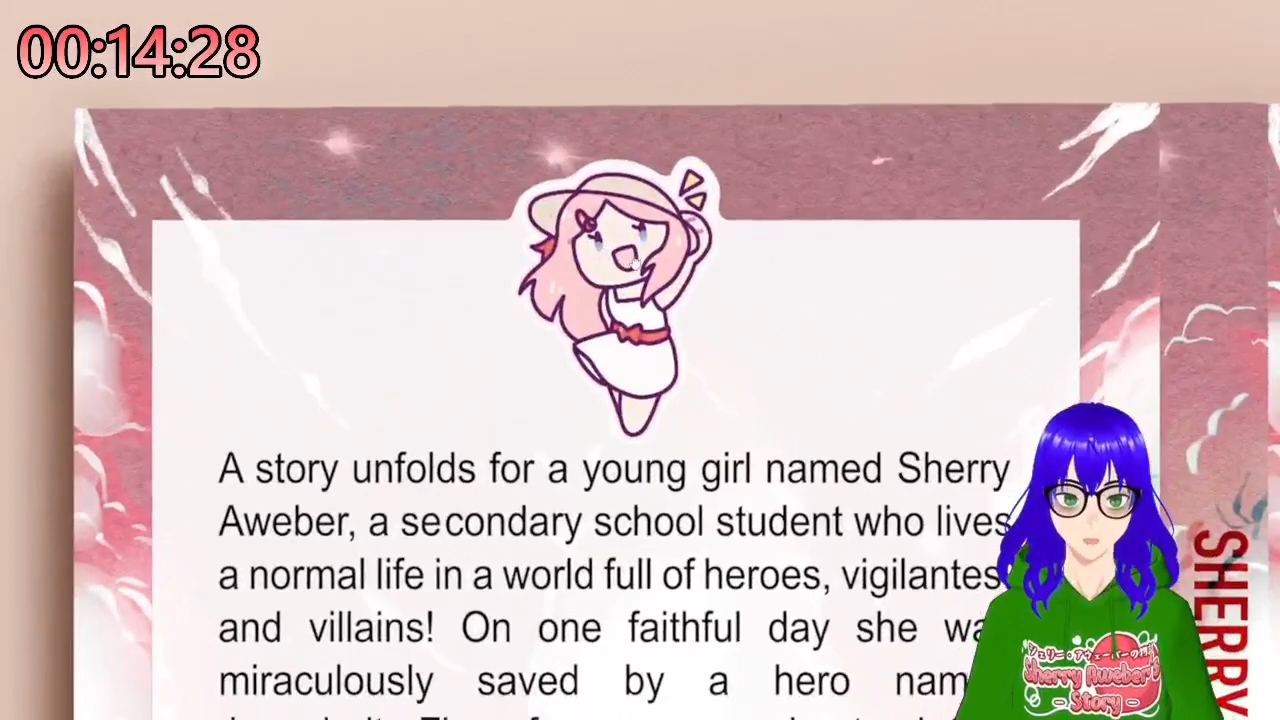 00:14:28
A story unfolds for a young girl named Sherry
Aweber, a secondary school student who lives
a normal life in a world full of heroes, vigilantes
and villains! On one faithful day she
miraculously saved by a hero
SHERRY
Sherry Aweber's
- Story -